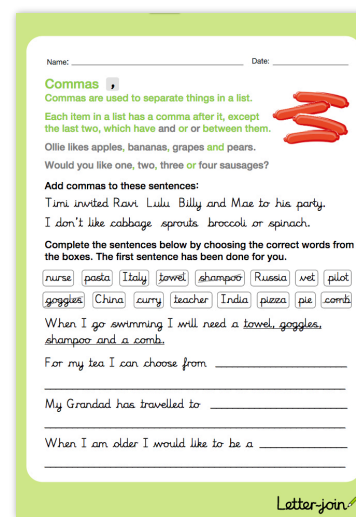 Name: Date:
Commas ,
Commas are used to separate things in a list.
Each item in a list has a comma after it, except
the last two, which have and or or between them.
Ollie likes apples, bananas, grapes and pears.
Would you like one, two, three or four sausages?
Add commas to these sentences:
Timi invited Ravi Lulu Billy and Mae to his party.
I don't like cabbage sprouts broccoli or spinach.
Complete the sentences below by choosing the correct words from
the boxes. The first sentence has been done for you.
nurse pasta Italy towel shampoo Russia vet pilot
goggles China curry teacher India pizza pie comb
When I go swimming I will need a towel, goggles,
shampoo and a comb.
For my tea I can choose from
My Grandad has travelled to
When I am older I would like to be a
Letter-join